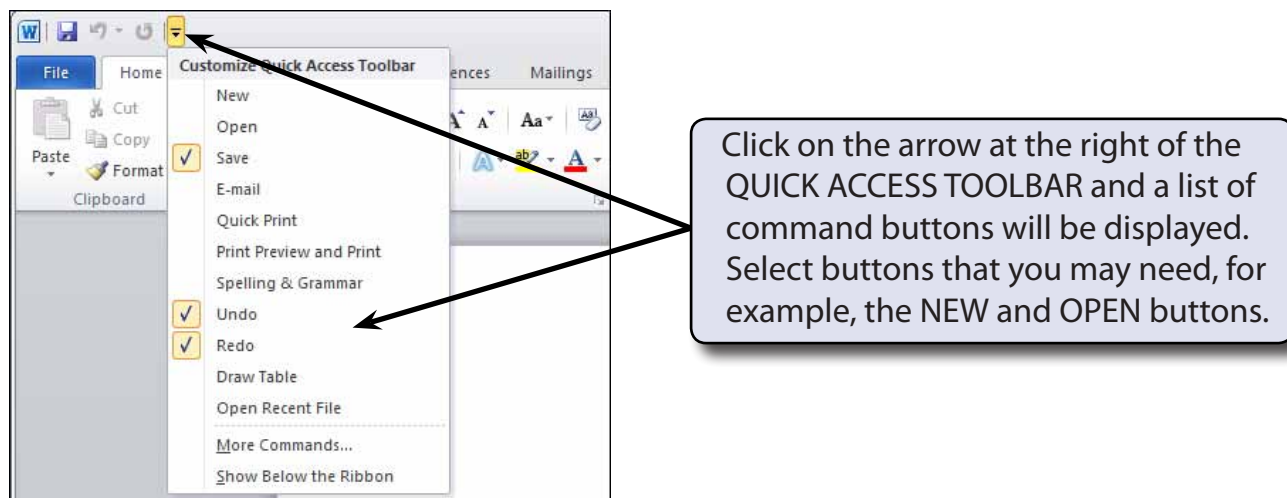 W
File Home
Customize Quick Access Toolbar
ences Mailings
New
Cut
Open
Aa
Copy
Save
Paste
Format
E-mail
Clipboard
Quick Print
Print Preview and Print
Spelling & Grammar
Undo
Redo
Draw Table
Open Recent File
More Commands...
Show Below the Ribbon
Click on the arrow at the right of the
QUICK ACCESS TOOLBAR and a list of
command buttons will be displayed.
Select buttons that you may need, for
example, the NEW and OPEN buttons.